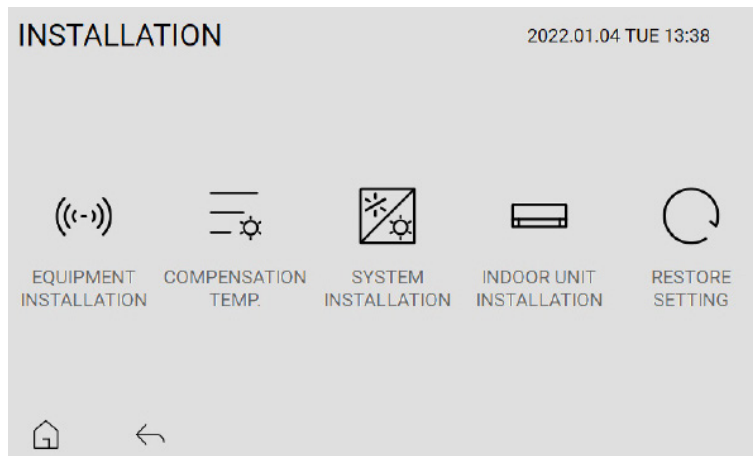 INSTALLATION
2022.01.04 TUE 13:38
EQUIPMENT INSTALLATION
COMPENSATION TEMP.
SYSTEM INSTALLATION
INDOOR UNIT INSTALLATION
RESTORE SETTING